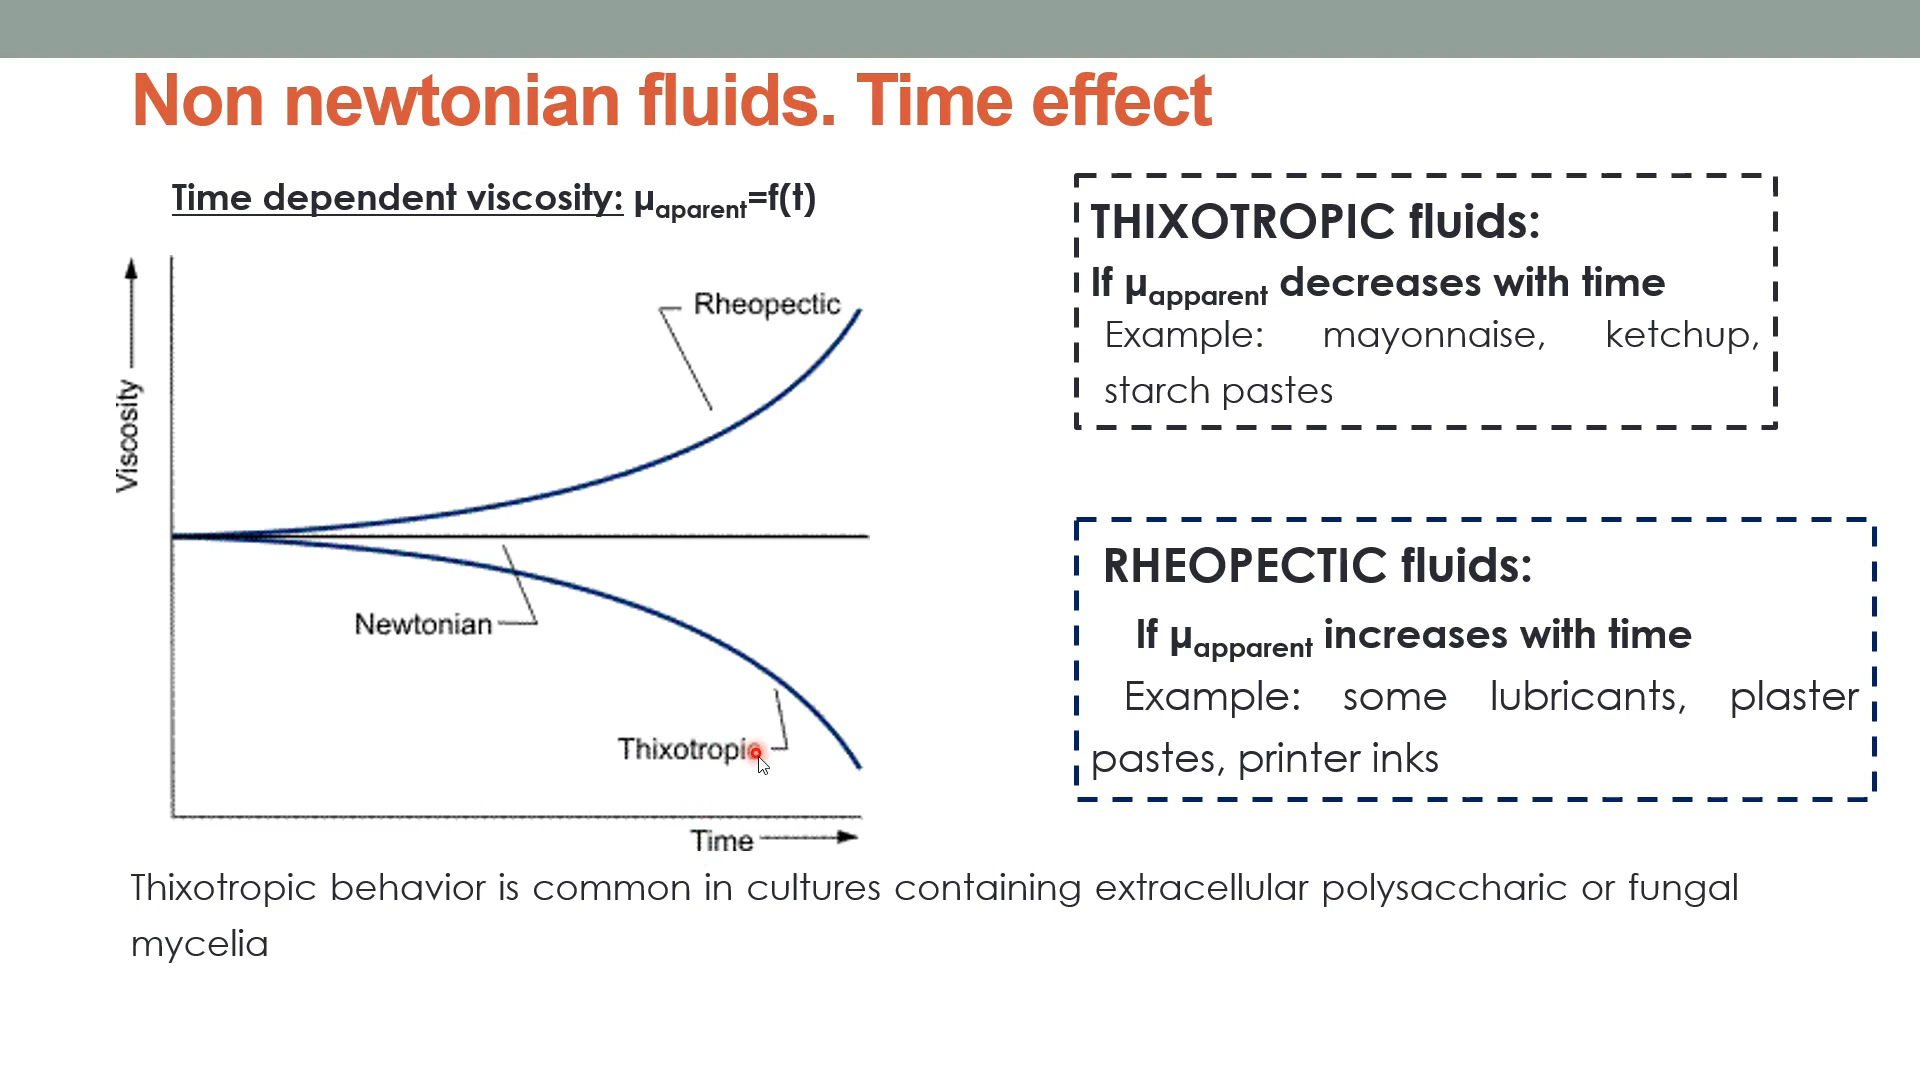 Non newtonian fluids. Time effect
Time dependent viscosity: μaparent=f(t)
Viscosity
Rheopectic
Newtonian
Thixotropic
Time
THIXOTROPIC fluids:
If μapparent decreases with time
Example: mayonnaise, ketchup,
starch pastes
RHEOPECTIC fluids:
If μapparent increases with time
Example: some lubricants, plaster
pastes, printer inks
Thixotropic behavior is common in cultures containing extracellular polysaccharic or fungal
mycelia